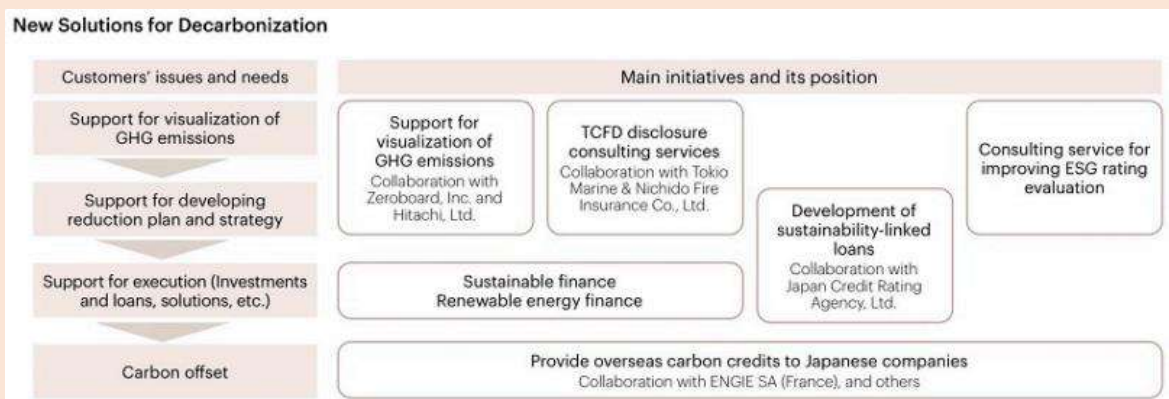 New Solutions for Decarbonization
Customers' issues and needs
Main initiatives and its position
Support for visualization of
GHG emissions
Support for developing
reduction plan and strategy
Support for execution (Investments
and loans, solutions, etc.)
Carbon offset
Support for
visualization of
GHG emissions
Collaboration with
Zeroboard, Inc. and
Hitachi, Ltd.
TCFD disclosure
consulting services
Collaboration with Tokio
Marine & Nichido Fire
Insurance Co., Ltd.
Development of
sustainability-linked
loans
Collaboration with
Japan Credit Rating
Agency, Ltd.
Consulting service for
improving ESG rating
evaluation
Sustainable finance
Renewable energy finance
Provide overseas carbon credits to Japanese companies
Collaboration with ENGIE SA (France), and others